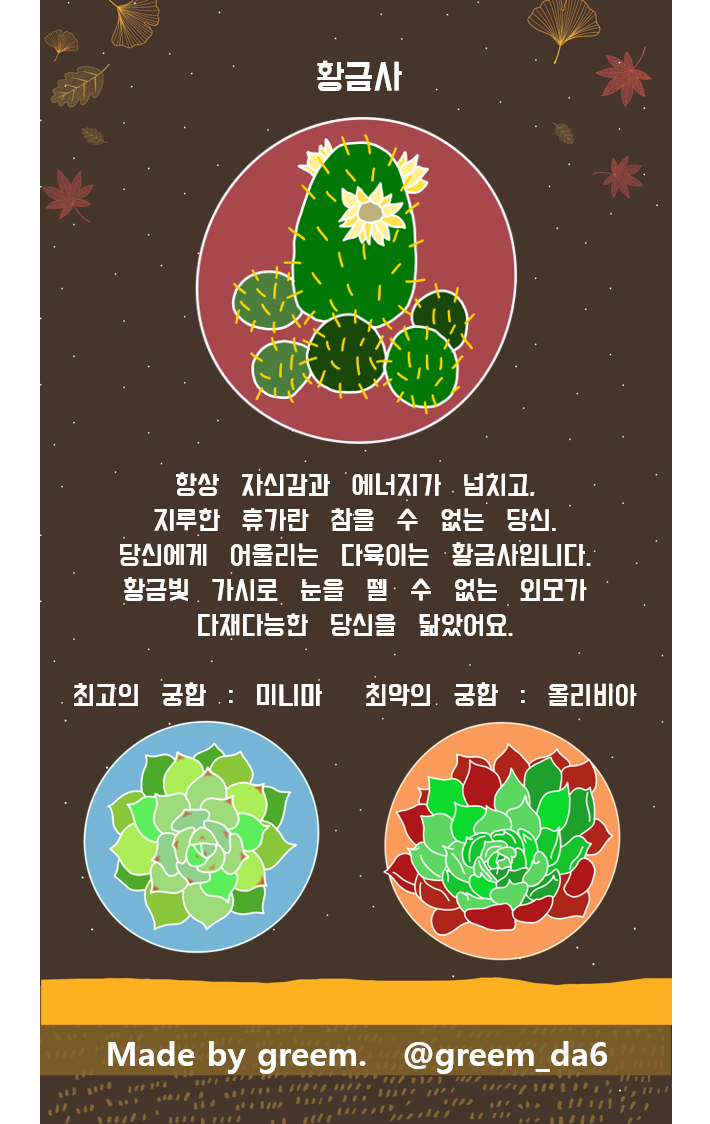 황금사
항상 자신감과 에너지가 넘치고,
지루한 휴가란 참을 수 없는 당신.
당신에게 어울리는 다육이는 황금사입니다.
황금빛 가시로 눈을 뗄 수 없는 외모가
다재다능한 당신을 닮았어요.
최고의 궁합 : 미니마 최악의 궁합 : 올리비아
Made by greem. @greem_da6